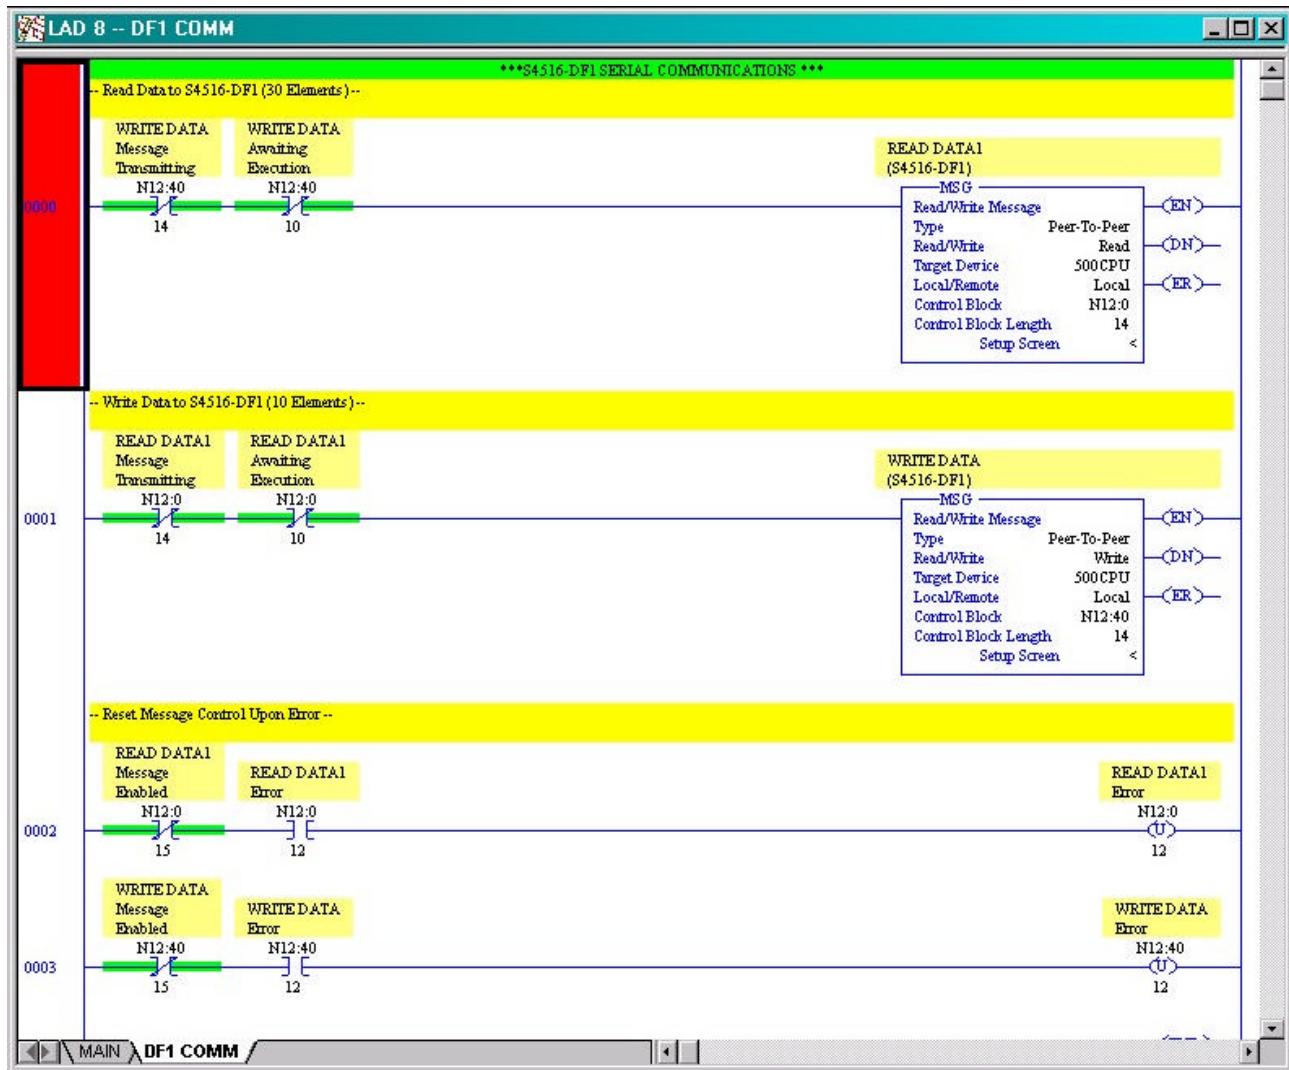 LAD 8 -- DF1 COMM
***S4516-DF1 SERIAL COMMUNICATIONS ***
-- Read Data to S4516-DF1 (30 Elements)--
WRITE DATA
Message
Transmitting
N12:40
14
WRITE DATA
Awaiting
Execution
N12:40
10
READ DATA1
(S4516-DF1)
MSG
Read/Write Message
Type Peer-To-Peer
Read/Write Read
Target Device 500CPU
Local/Remote Local
Control Block N12:0
Control Block Length 14
Setup Screen <
EN
DN
ER
0000
-- Write Data to S4516-DF1 (10 Elements)--
READ DATA1
Message
Transmitting
N12:0
14
READ DATA1
Awaiting
Execution
N12:0
10
WRITE DATA
(S4516-DF1)
MSG
Read/Write Message
Type Peer-To-Peer
Read/Write Write
Target Device 500CPU
Local/Remote Local
Control Block N12:40
Control Block Length 14
Setup Screen <
EN
DN
ER
0001
-- Reset Message Control Upon Error --
READ DATA1
Message
Enabled
N12:0
15
READ DATA1
Error
N12:0
12
READ DATA1
Error
N12:0
U
12
0002
WRITE DATA
Message
Enabled
N12:40
15
WRITE DATA
Error
N12:40
12
WRITE DATA
Error
N12:40
U
12
0003
MAIN
DF1 COMM